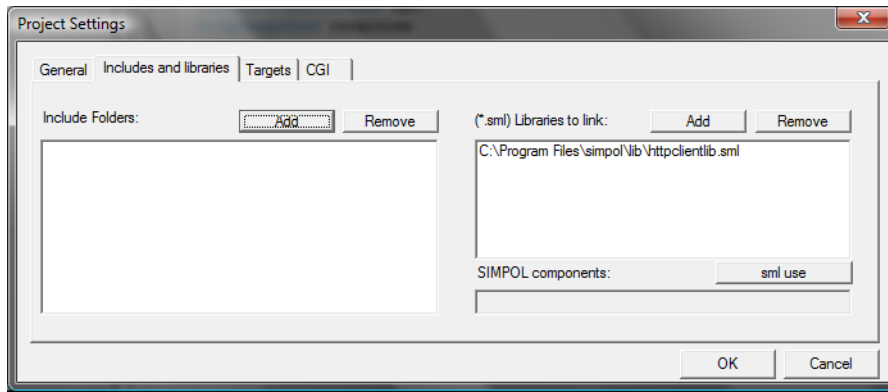 Project Settings
General Includes and libraries Targets CGI
Include Folders: Add Remove (*.sml) Libraries to link: Add Remove
C:\Program Files\simpol\lib\httpclientlib.sml
SIMPOL components: sml use
OK Cancel